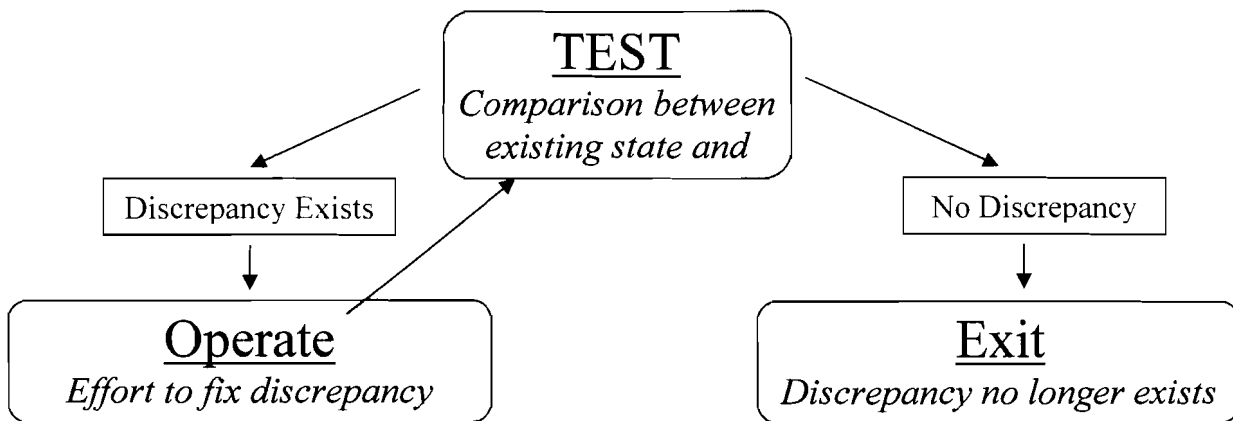 TEST
Comparison between
existing state and
Discrepancy Exists
No Discrepancy
Operate
Effort to fix discrepancy
Exit
Discrepancy no longer exists